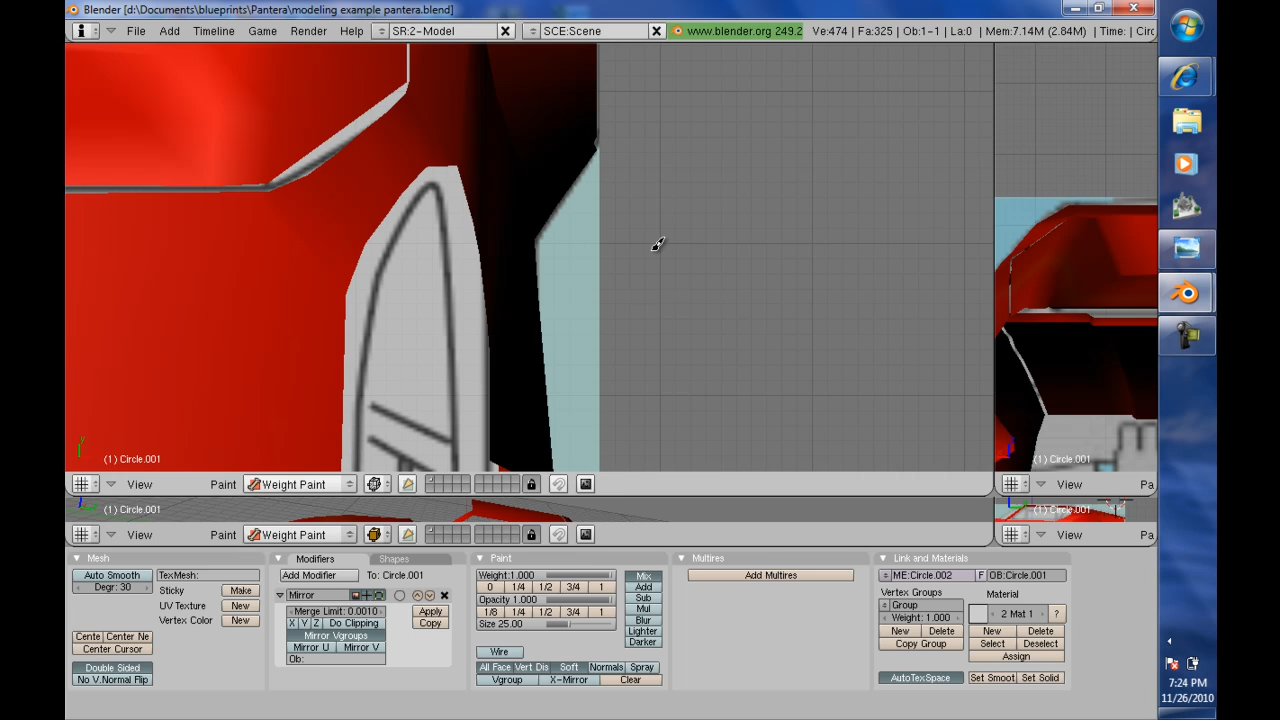 Blender [d:\Documents\blueprints\Pantera\modeling example pantera.blend]
File Add Timeline Game Render Help SR:2-Model SCE:Scene www.blender.org 249.2 Ve:474 | Fa:325 | Ob:1-1 | La:0 | Mem:7.14M (2.64M) | Time: | Circ
(1) Circle.001
(1) Circle.001
View Paint Weight Paint
View Pa
(1) Circle.001
(1) Circle.001
View Paint Weight Paint
View Pa
Mesh
Auto Smooth
Degr: 30
TexMesh:
Sticky Make
UV Texture New
Vertex Color New
Cente Center Ne
Center Cursor
Double Sided
No V.Normal Flip
Modifiers Shapes
Add Modifier To: Circle.001
Mirror
Merge Limit: 0.0010
X Y Z Do Clipping
Mirror Vgroups
Mirror U Mirror V
Ob:
Apply
Copy
Paint
Weight:1.000
0 1/4 1/2 3/4 1
Opacity 1.000
1/8 1/4 1/2 3/4 1
Size 25.00
Wire
All Face Vert Dis Soft Normals Spray
Vgroup X-Mirror Clear
Mix
Add
Sub
Mul
Blur
Lighter
Darker
Multires
Add Multires
Link and Materials
ME:Circle.002 F OB:Circle.001
Vertex Groups
Group
Weight: 1.000
New Delete
Copy Group
AutoTexSpace
Material
2 Mat 1 ?
New Delete
Select Deselect
Assign
Set Smoot Set Solid
7:24 PM
11/26/2010